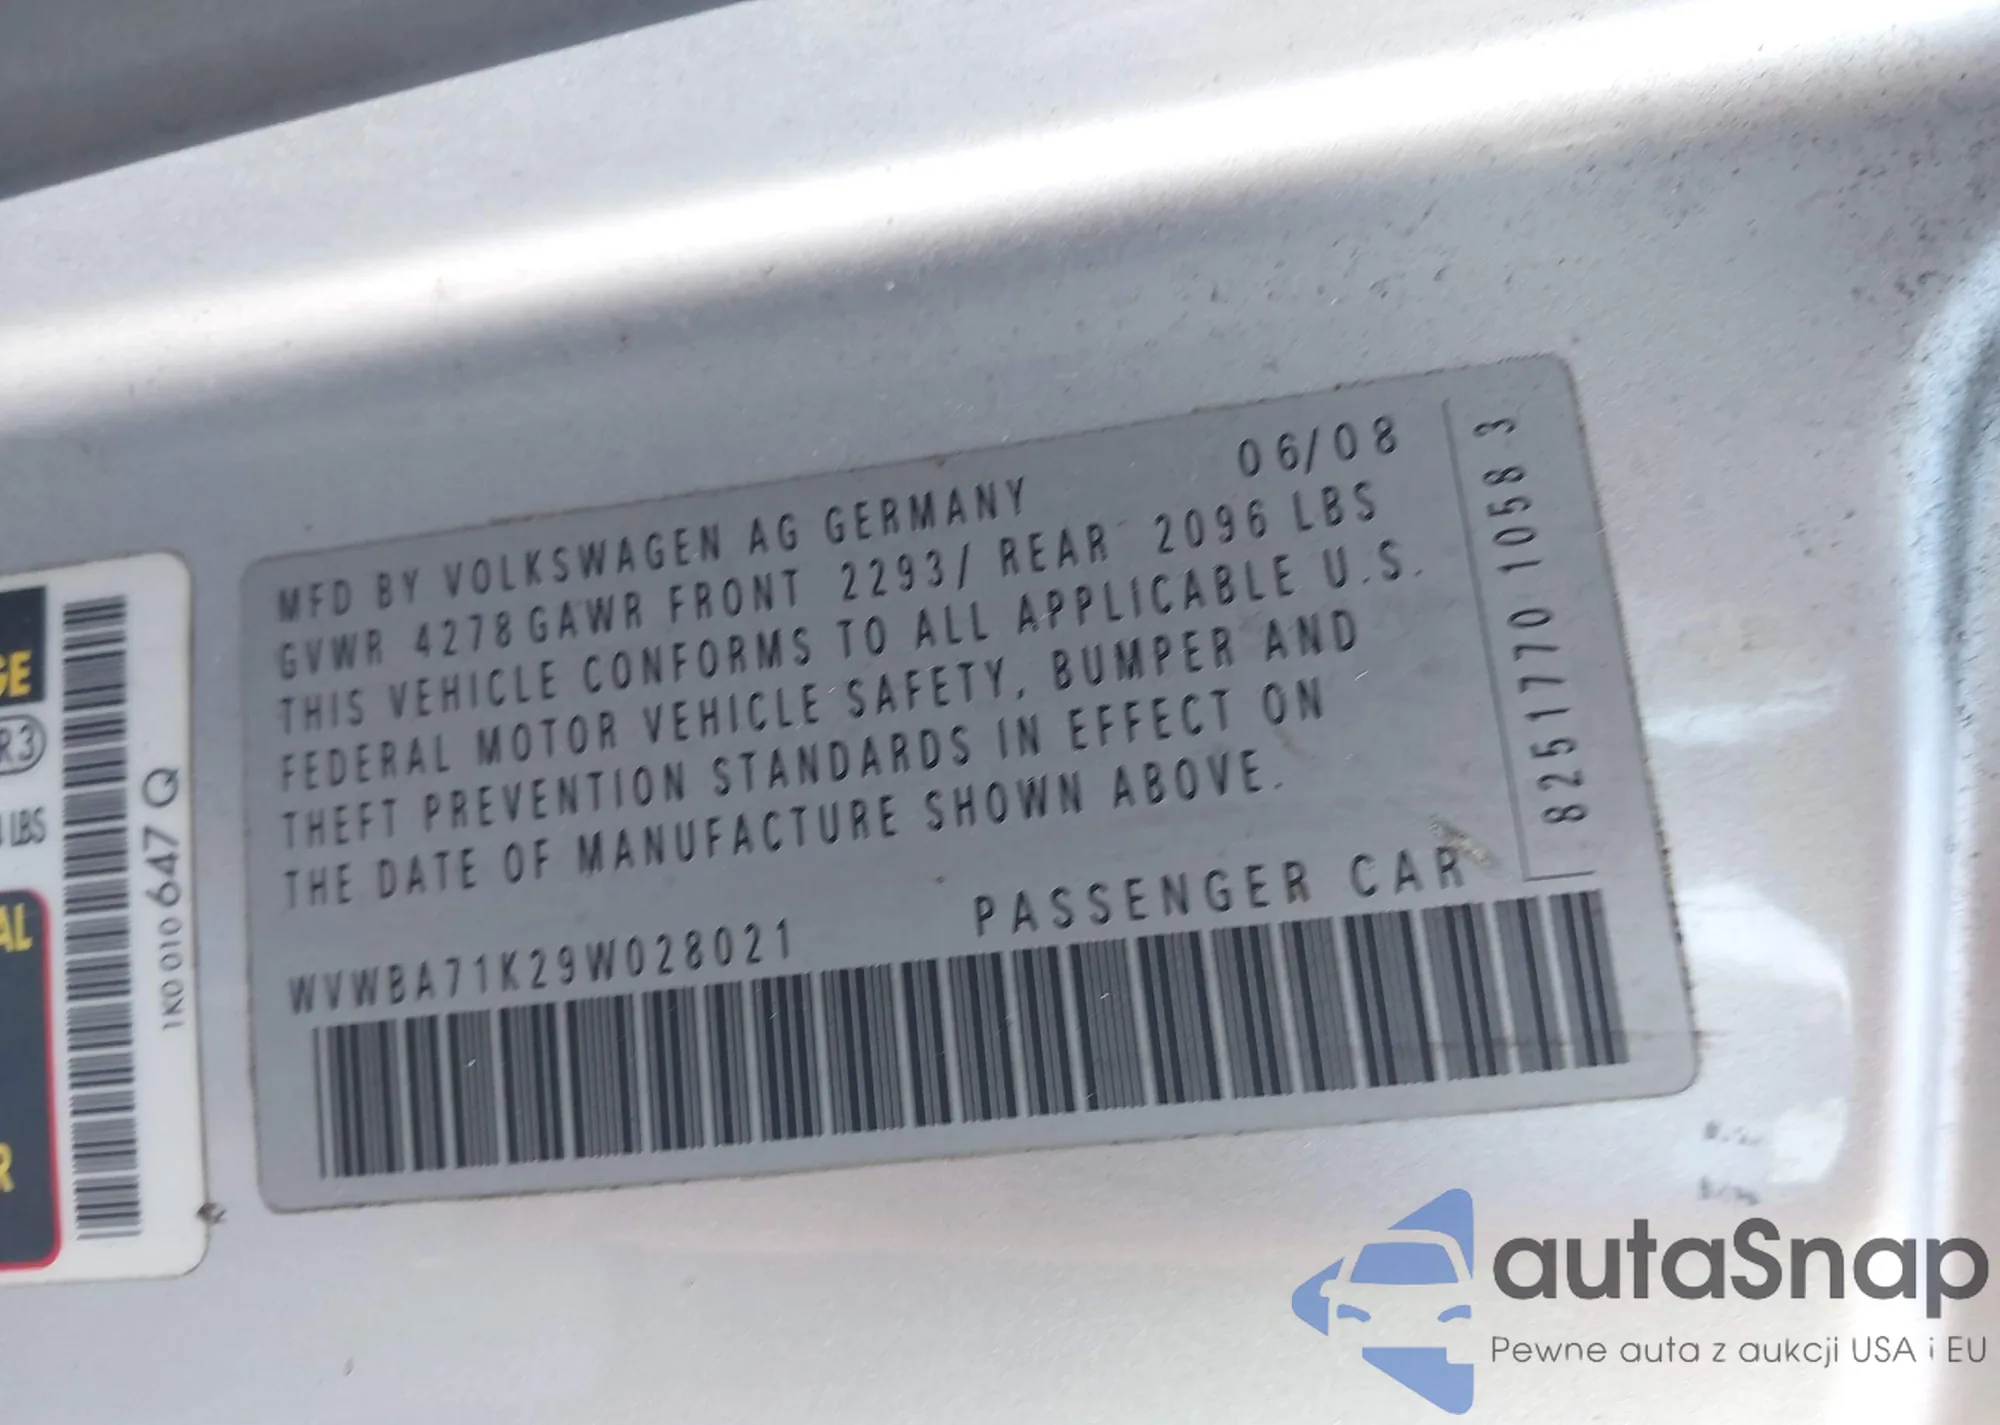 MFD BY VOLKSWAGEN AG GERMANY 06/08
GVWR 4278 GAWR FRONT 2293/ REAR 2096 LBS
THIS VEHICLE CONFORMS TO ALL APPLICABLE U.S.
FEDERAL MOTOR VEHICLE SAFETY, BUMPER AND
THEFT PREVENTION STANDARDS IN EFFECT ON
THE DATE OF MANUFACTURE SHOWN ABOVE.
WVWBA71K29W028021 PASSENGER CAR
8251770 1058 3
R3
LBS
1K0 010 647 Q
autaSnap
Pewne auta z aukcji USA i EU